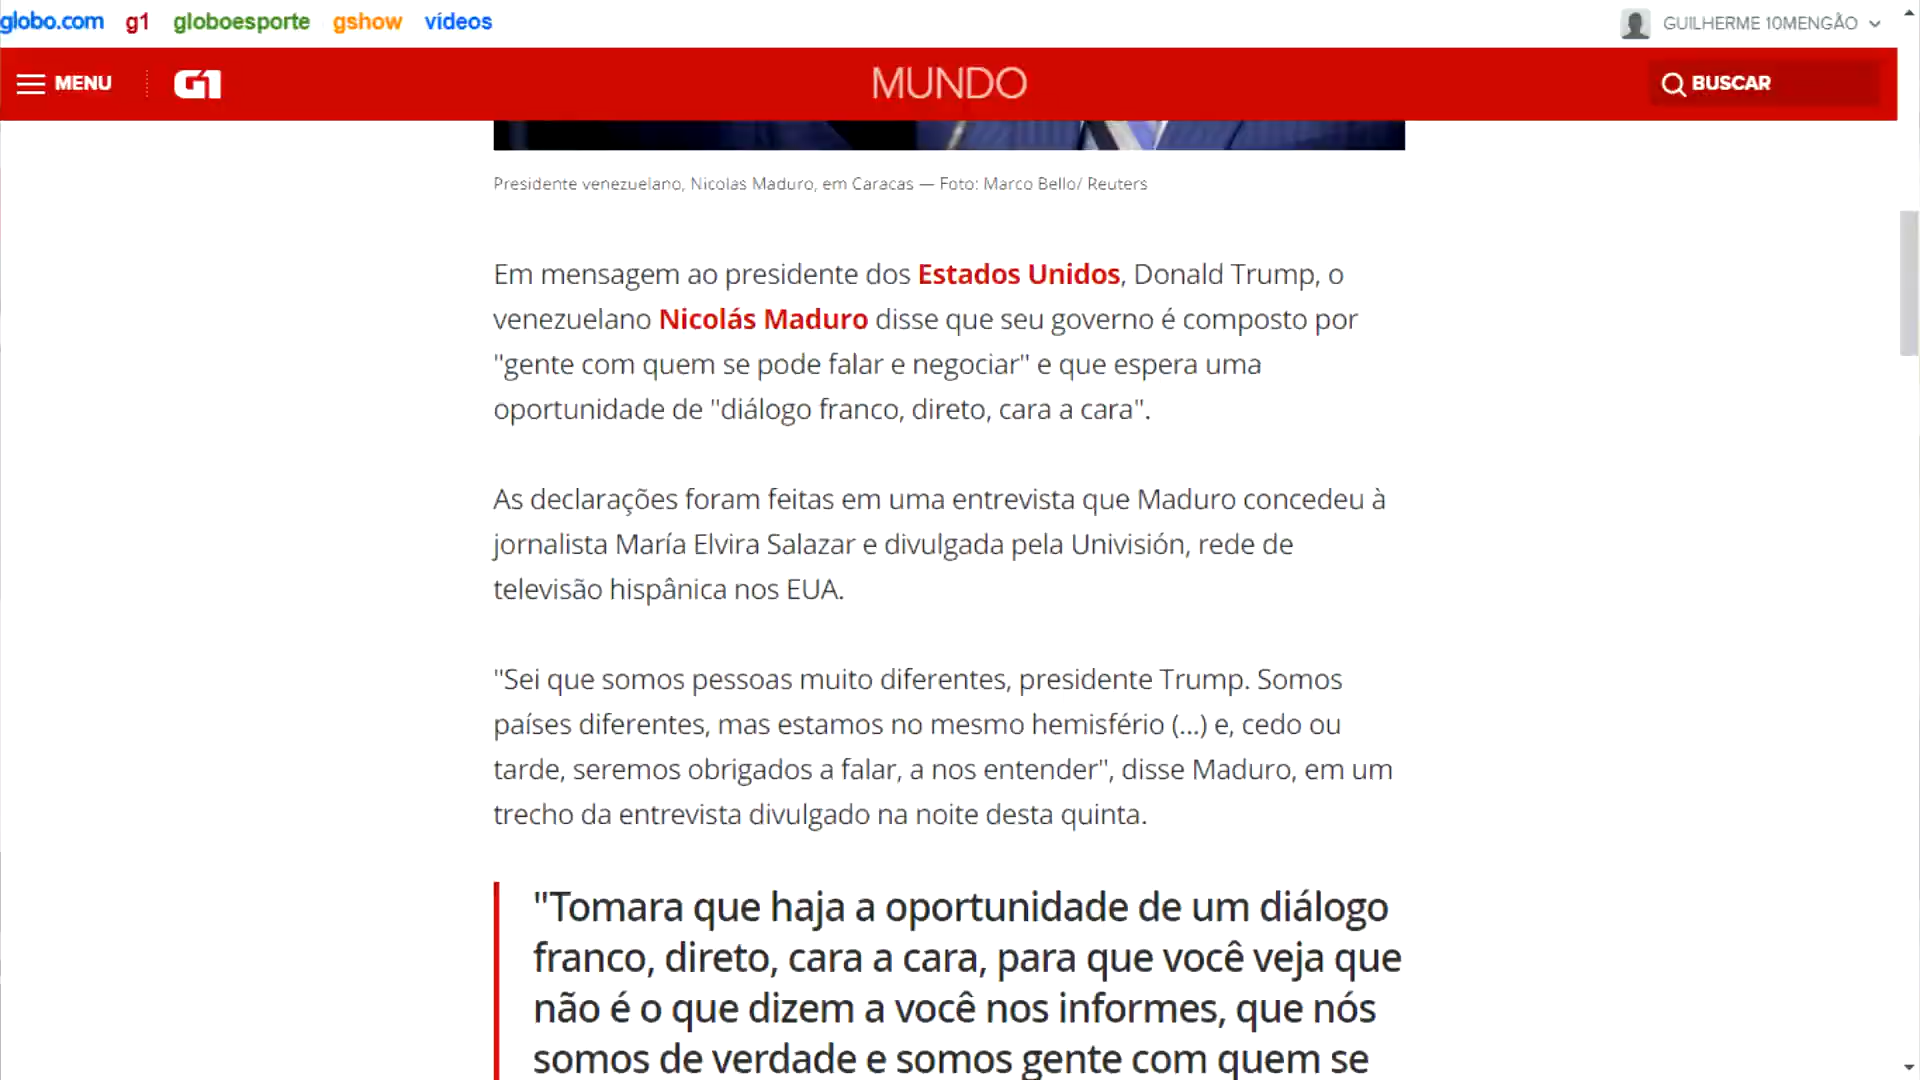 globo.com g1 globoesporte gshow vídeos GUILHERME 10MENGÃO
MENU G1 MUNDO BUSCAR
Presidente venezuelano, Nicolas Maduro, em Caracas — Foto: Marco Bello/ Reuters
Em mensagem ao presidente dos Estados Unidos, Donald Trump, o
venezuelano Nicolás Maduro disse que seu governo é composto por
"gente com quem se pode falar e negociar" e que espera uma
oportunidade de "diálogo franco, direto, cara a cara".
As declarações foram feitas em uma entrevista que Maduro concedeu à
jornalista María Elvira Salazar e divulgada pela Univisión, rede de
televisão hispânica nos EUA.
"Sei que somos pessoas muito diferentes, presidente Trump. Somos
países diferentes, mas estamos no mesmo hemisfério (...) e, cedo ou
tarde, seremos obrigados a falar, a nos entender", disse Maduro, em um
trecho da entrevista divulgado na noite desta quinta.
"Tomara que haja a oportunidade de um diálogo
franco, direto, cara a cara, para que você veja que
não é o que dizem a você nos informes, que nós
somos de verdade e somos gente com quem se